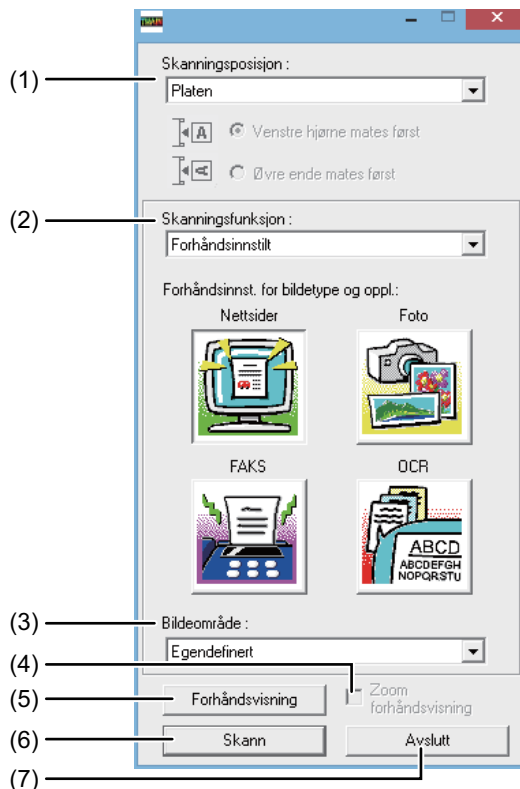 TWAIN
(1)
Skanningsposisjon :
Platen
A
Venstre hjørne mates først
A
Øvre ende mates først
(2)
Skanningsfunksjon :
Forhåndsinnstilt
Forhåndsinnst. for bildetype og oppl.:
Nettsider
Foto
FAKS
OCR
ABCD
ABCDEFGH
NOPQRSTU
(3)
Bildeområde :
Egendefinert
(4)
(5)
Forhåndsvisning
Zoom
forhåndsvisning
(6)
Skann
Avslutt
(7)